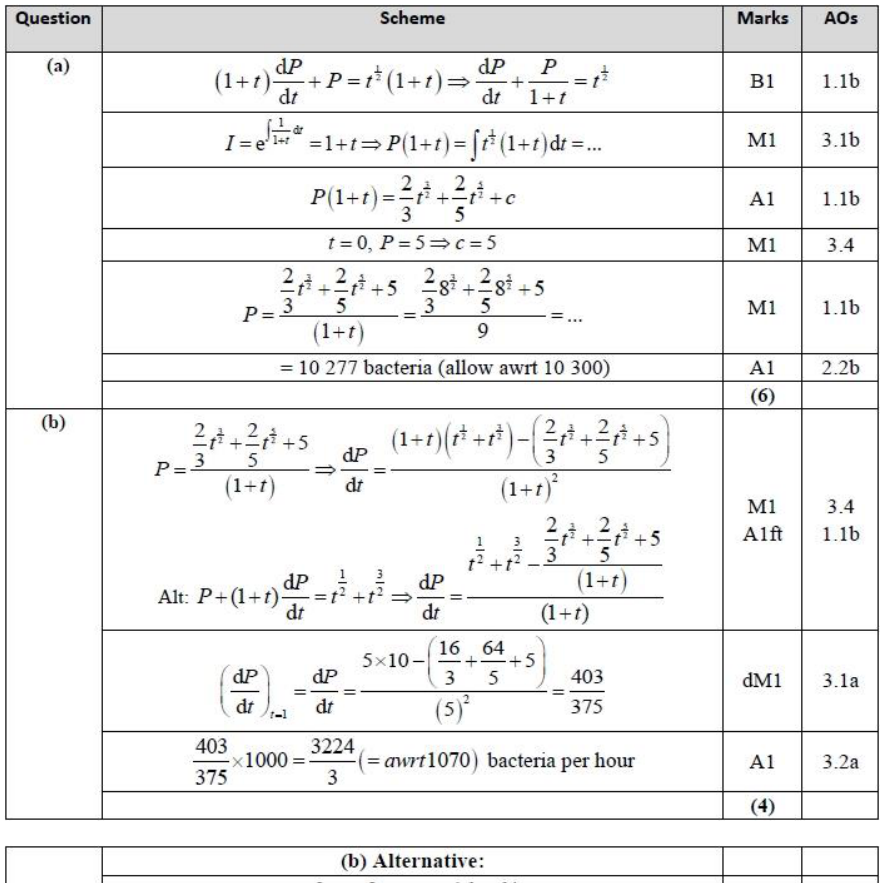 Question Scheme Marks AOs
(a) (1+t) dP/dt + P = t^(1/2) (1+t) ⇒ dP/dt + P/(1+t) = t^(1/2) B1 1.1b
I = e^(∫ 1/(1+t) dt) = 1+t ⇒ P(1+t) = ∫ t^(1/2) (1+t) dt = ... M1 3.1b
P(1+t) = 2/3 t^(3/2) + 2/5 t^(5/2) + c A1 1.1b
t = 0, P = 5 ⇒ c = 5 M1 3.4
P = (2/3 t^(3/2) + 2/5 t^(5/2) + 5)/(1+t) = (2/3 8^(3/2) + 2/5 8^(5/2) + 5)/9 = ... M1 1.1b
= 10 277 bacteria (allow awrt 10 300) A1 2.2b
(6)
(b) P = (2/3 t^(3/2) + 2/5 t^(5/2) + 5)/(1+t) ⇒ dP/dt = ((1+t)(t^(1/2) + t^(3/2)) − (2/3 t^(3/2) + 2/5 t^(5/2) + 5))/(1+t)^2
M1 3.4
A1ft 1.1b
Alt: P + (1+t) dP/dt = t^(1/2) + t^(3/2) ⇒ dP/dt = (t^(1/2) + t^(3/2) − (2/3 t^(3/2) + 2/5 t^(5/2) + 5)/(1+t))/(1+t)
(dP/dt)_(t=1) = dP/dt = (5×10 − (16/3 + 64/5 + 5))/(5)^2 = 403/375 dM1 3.1a
403/375 ×1000 = 3224/3 (= awrt1070) bacteria per hour A1 3.2a
(4)
(b) Alternative: